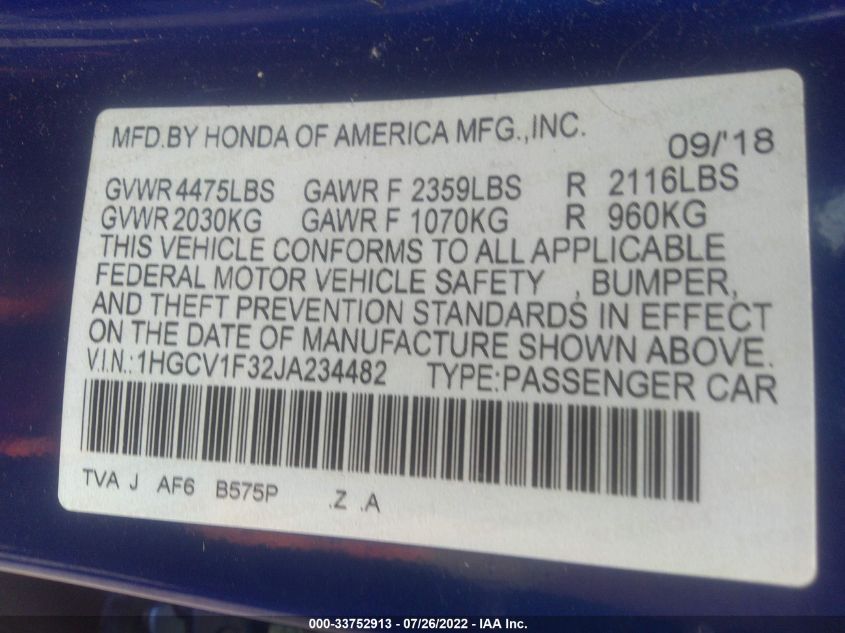 MFD.BY HONDA OF AMERICA MFG.,INC. 09/'18
GVWR 4475LBS GAWR F 2359LBS R 2116LBS
GVWR 2030KG GAWR F 1070KG R 960KG
THIS VEHICLE CONFORMS TO ALL APPLICABLE
FEDERAL MOTOR VEHICLE SAFETY , BUMPER,
AND THEFT PREVENTION STANDARDS IN EFFECT
ON THE DATE OF MANUFACTURE SHOWN ABOVE.
V.I.N.:1HGCV1F32JA234482 TYPE:PASSENGER CAR
TVA J AF6 B575P .Z .A
000-33752913 - 07/26/2022 - IAA Inc.